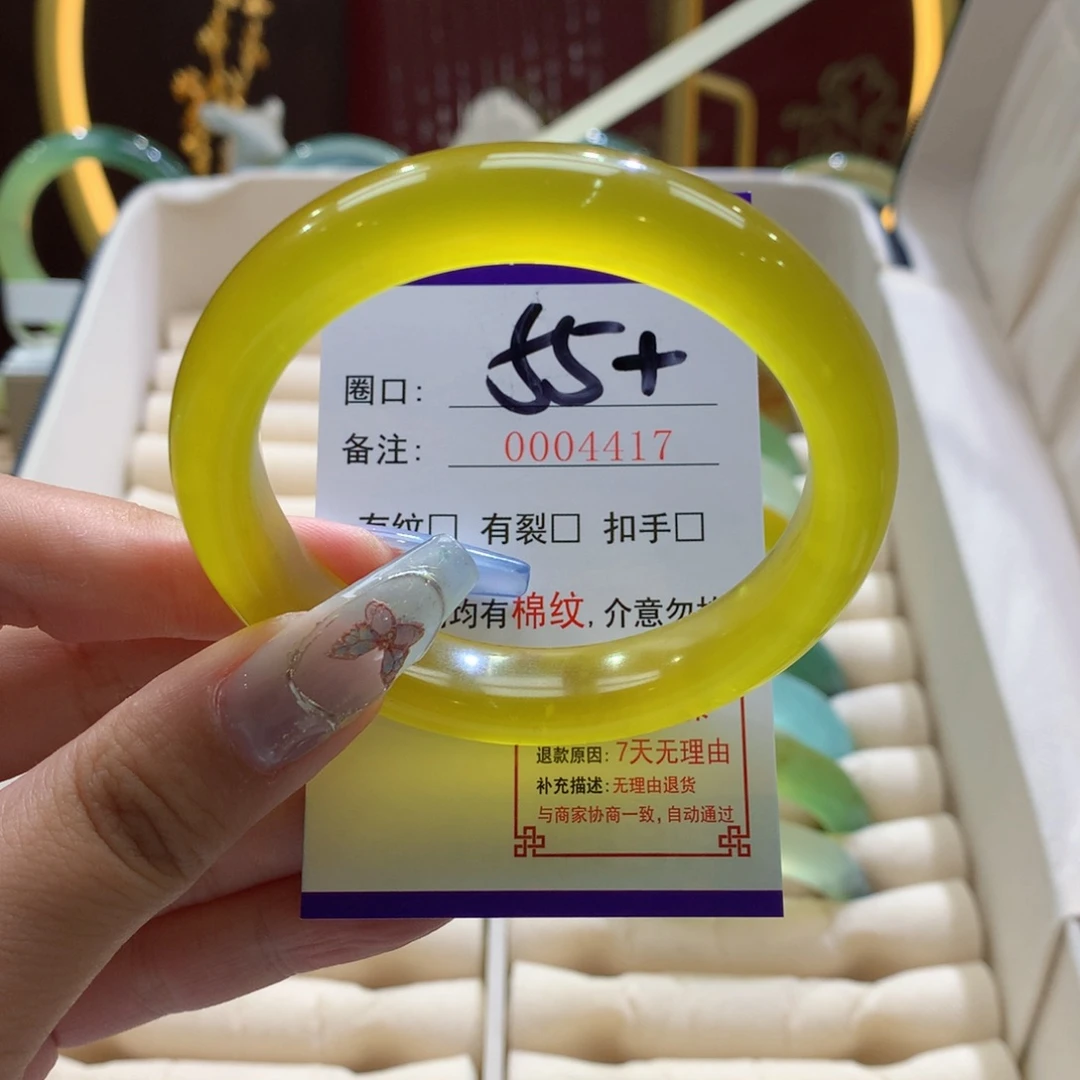 圈口: 55+
备注: 0004417
有纹□ 有裂□ 扣手□
均有棉纹, 介意勿
退款原因: 7天无理由
补充描述: 无理由退货
与商家协商一致, 自动通过